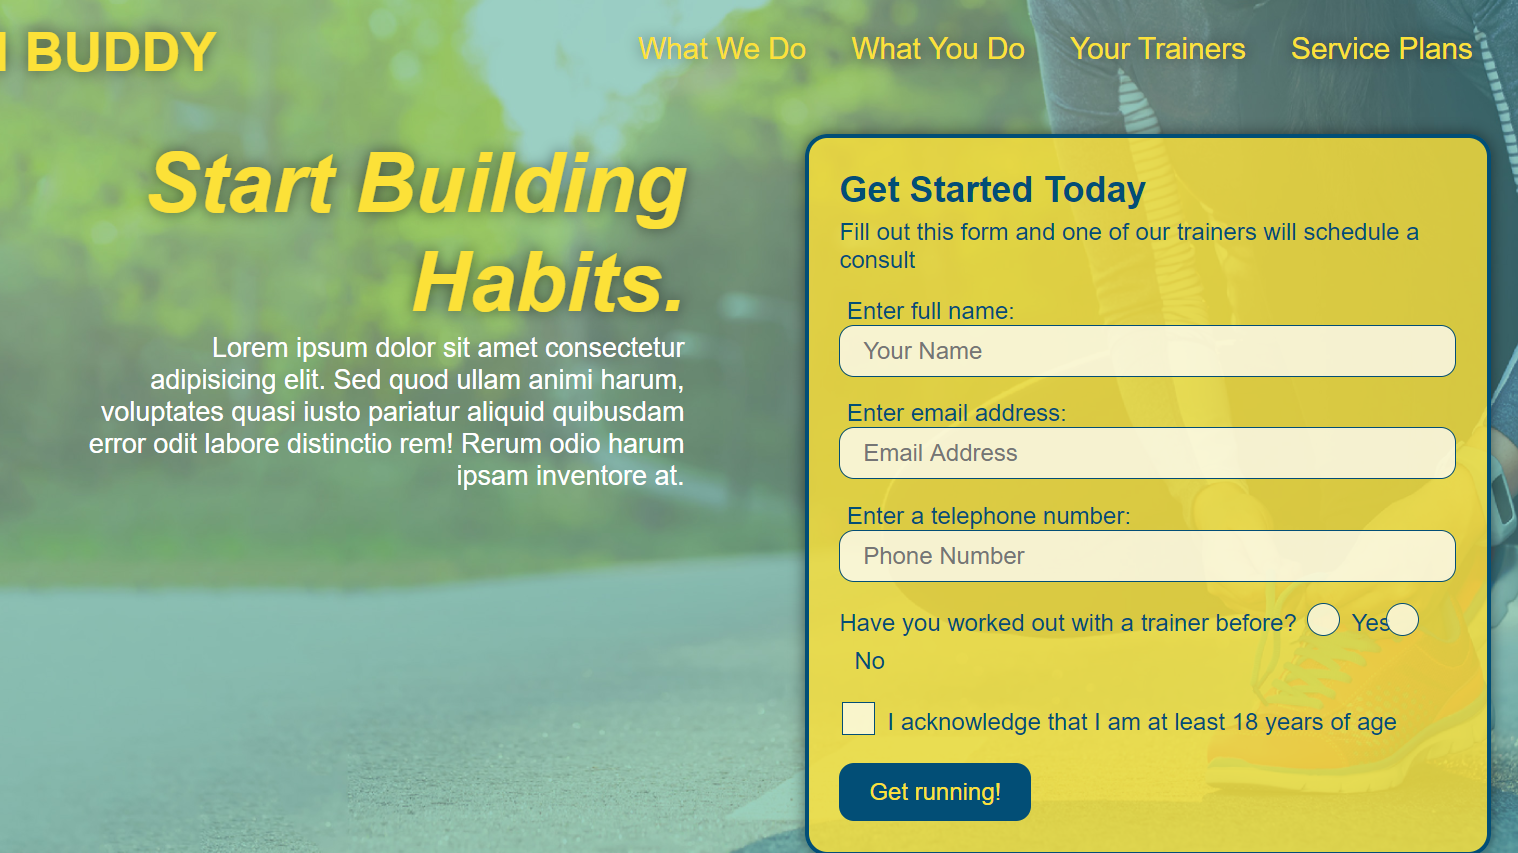 BUDDY
What We Do What You Do Your Trainers Service Plans
Start Building
Habits.
Lorem ipsum dolor sit amet consectetur
adipisicing elit. Sed quod ullam animi harum,
voluptates quasi iusto pariatur aliquid quibusdam
error odit labore distinctio rem! Rerum odio harum
ipsam inventore at.
Get Started Today
Fill out this form and one of our trainers will schedule a
consult
Enter full name:
Your Name
Enter email address:
Email Address
Enter a telephone number:
Phone Number
Have you worked out with a trainer before? Yes
No
I acknowledge that I am at least 18 years of age
Get running!